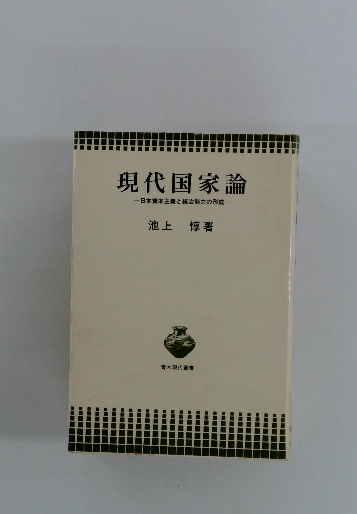 現代国家論
―日本資本主義と統治能力の形成―
池上 惇著
青木現代叢書